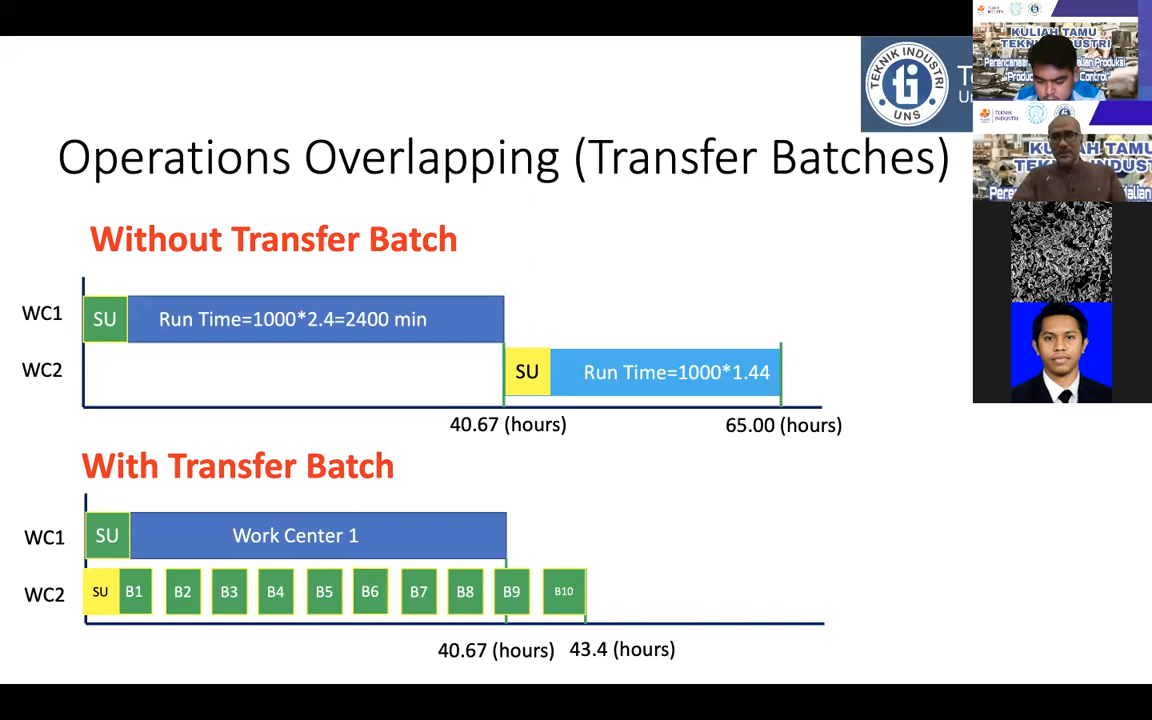 TEKNIK INDUSTRI
UNS
Operations Overlapping (Transfer Batches)
Without Transfer Batch
WC1
SU
Run Time=1000*2.4=2400 min
WC2
SU
Run Time=1000*1.44
40.67 (hours)
65.00 (hours)
With Transfer Batch
WC1
SU
Work Center 1
WC2
SU
B1
B2
B3
B4
B5
B6
B7
B8
B9
B10
40.67 (hours)
43.4 (hours)
KULIAH TAMU